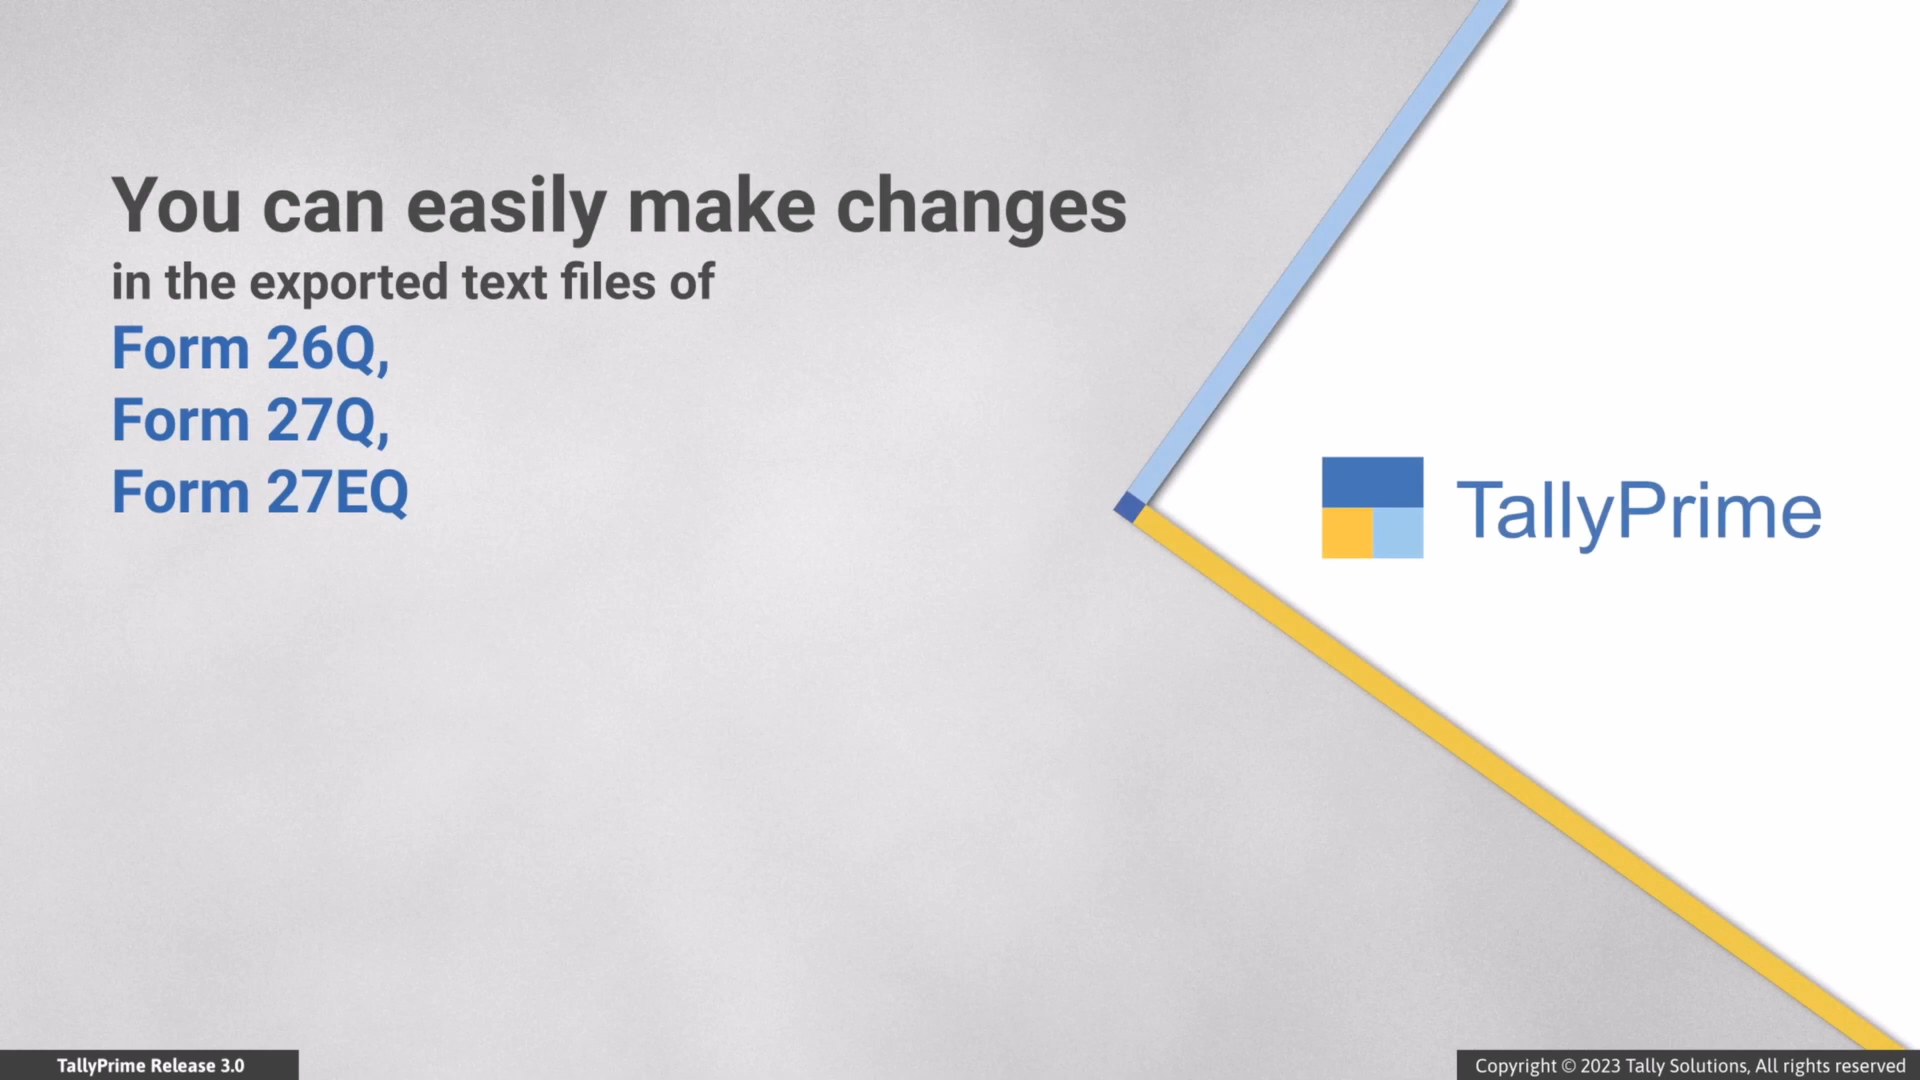 You can easily make changes
in the exported text files of
Form 26Q,
Form 27Q,
Form 27EQ
TallyPrime
TallyPrime Release 3.0
Copyright © 2023 Tally Solutions, All rights reserved